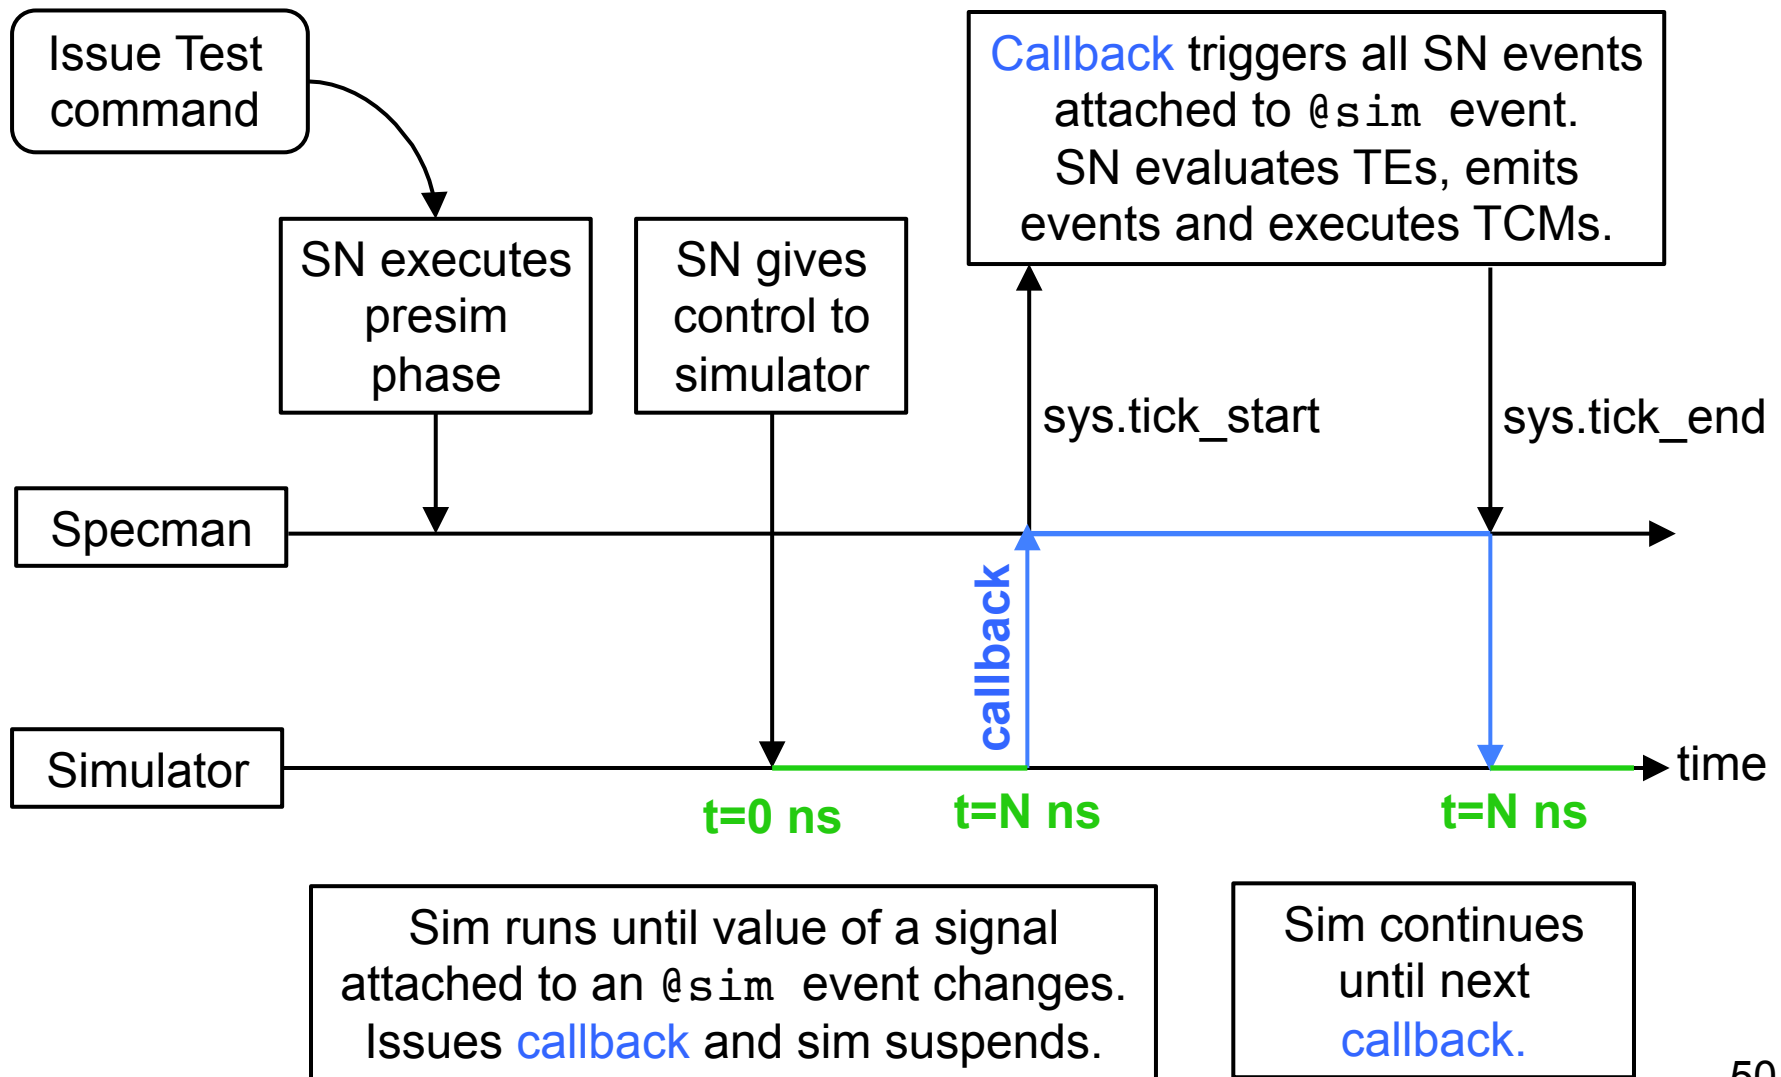 Issue Test
command
Callback triggers all SN events
attached to @sim event.
SN evaluates TEs, emits
events and executes TCMs.
SN executes
presim
phase
SN gives
control to
simulator
sys.tick_start
sys.tick_end
Specman
callback
Simulator
time
t=0 ns
t=N ns
t=N ns
Sim runs until value of a signal
attached to an @sim event changes.
Issues callback and sim suspends.
Sim continues
until next
callback.
50